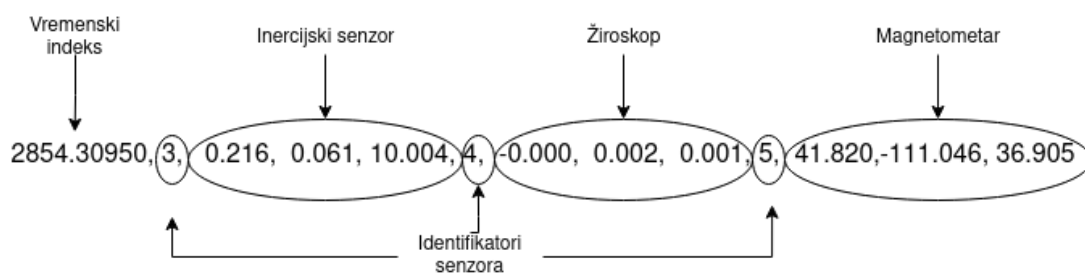 Vremenski
indeks
Inercijski senzor
Žiroskop
Magnetometar
2854.30950, 3, 0.216, 0.061, 10.004, 4, -0.000, 0.002, 0.001, 5, 41.820,-111.046, 36.905
Identifikatori
senzora